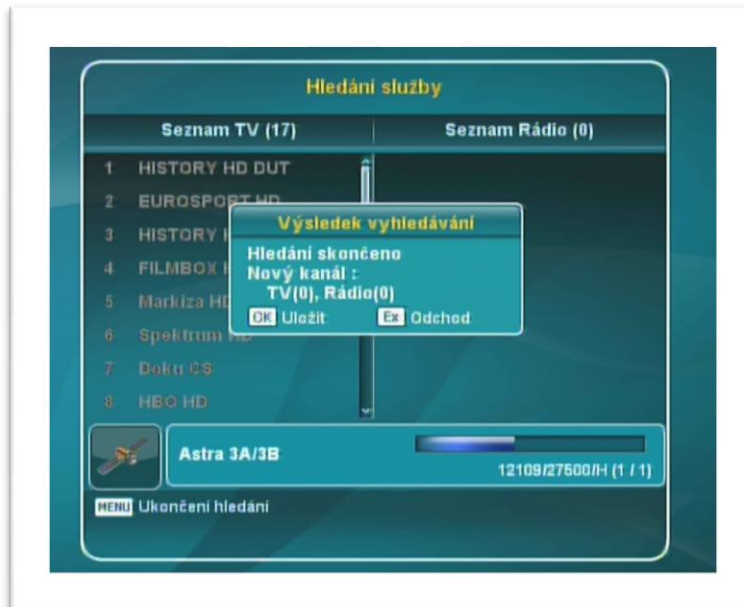 Hledání služby
Seznam TV (17)
Seznam Rádio (0)
1 HISTORY HD DUT
2 EUROSPORT HD
3 HISTORY
4 FILMBOX
5 Markiza HD
6 Spektrum HD
7 Doku CS
8 HBO HD
Výsledek vyhledávání
Hledání skončeno
Nový kanál :
TV(0), Rádio(0)
OK Uložit Ex Odchod
Astra 3A/3B
12109/27500/H (1 / 1)
MENU Ukončení hledání